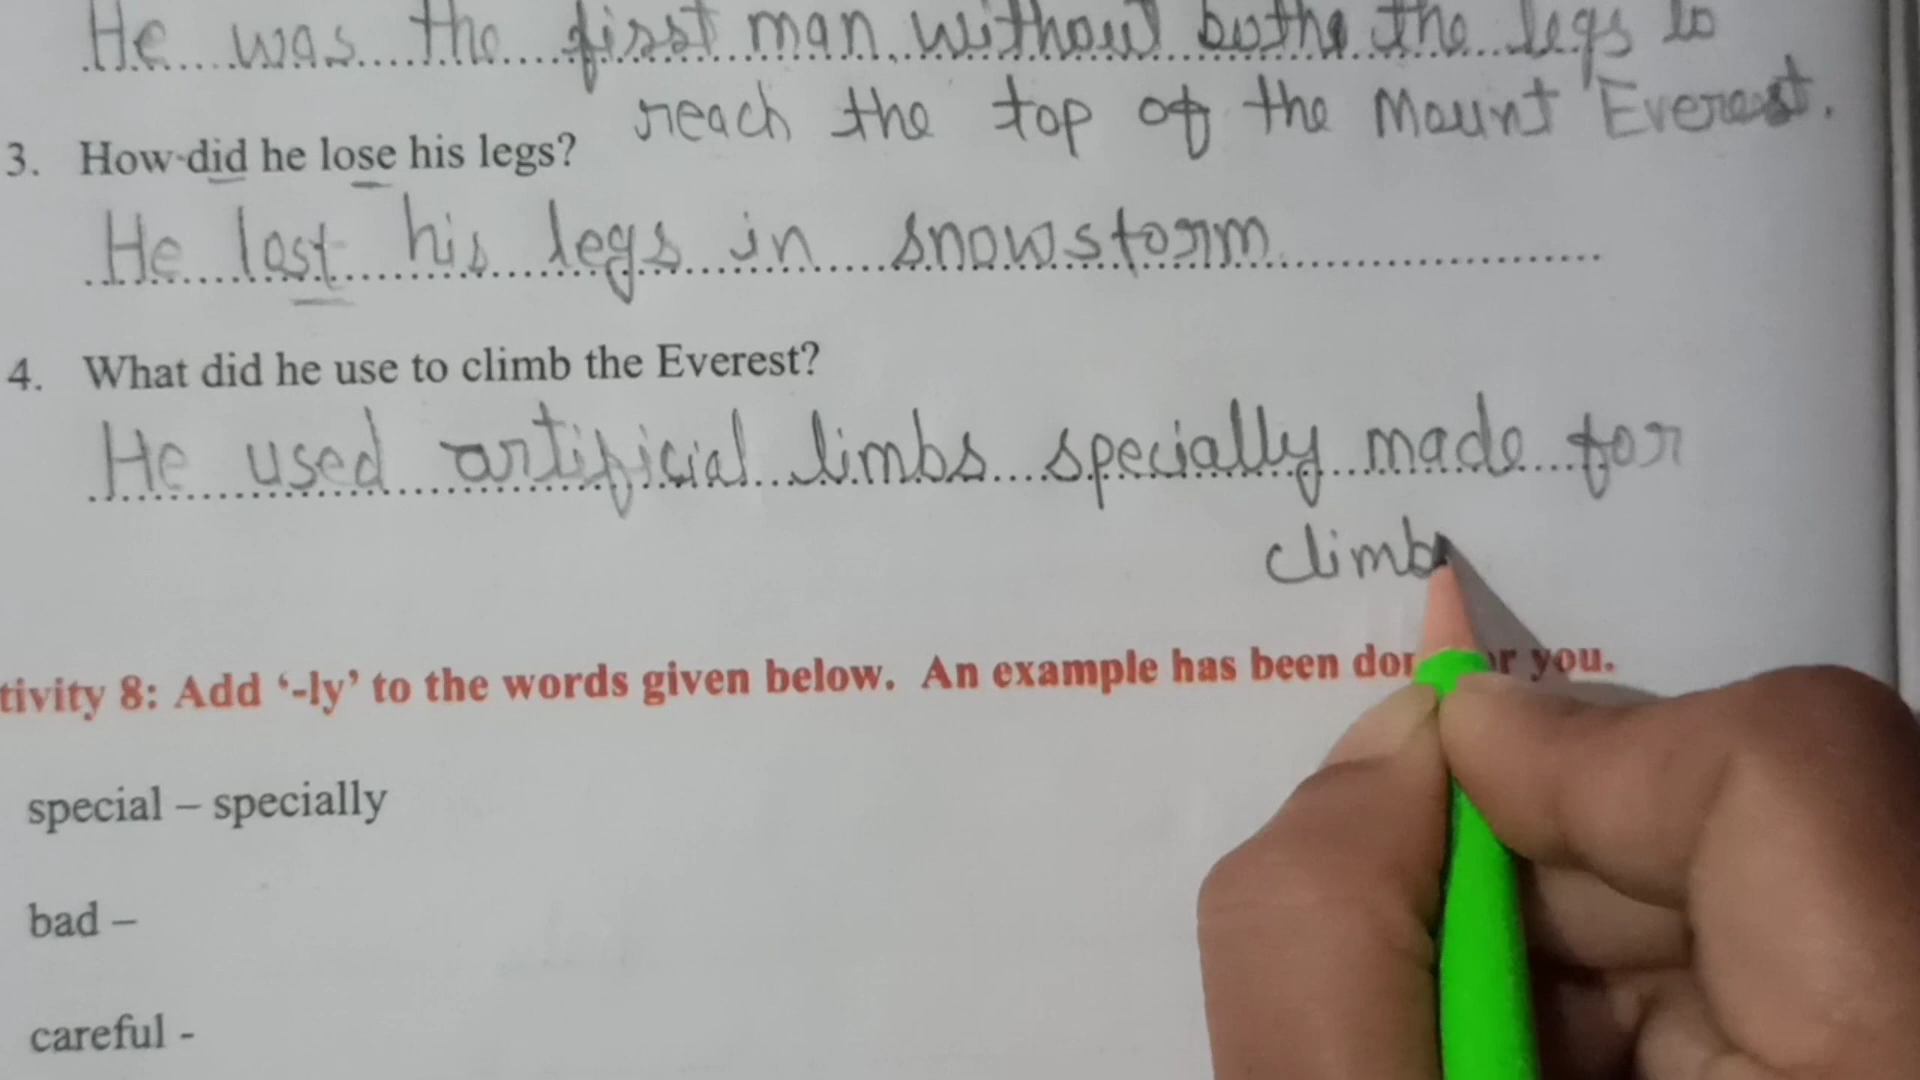 He was the first man without bothe the legs to
reach the top of the Mount Everest.
3. How did he lose his legs?
He lost his legs in snowstorm
4. What did he use to climb the Everest?
He used artificial limbs specially made for
climb
tivity 8: Add ‘-ly’ to the words given below. An example has been you.
special – specially
bad –
careful -